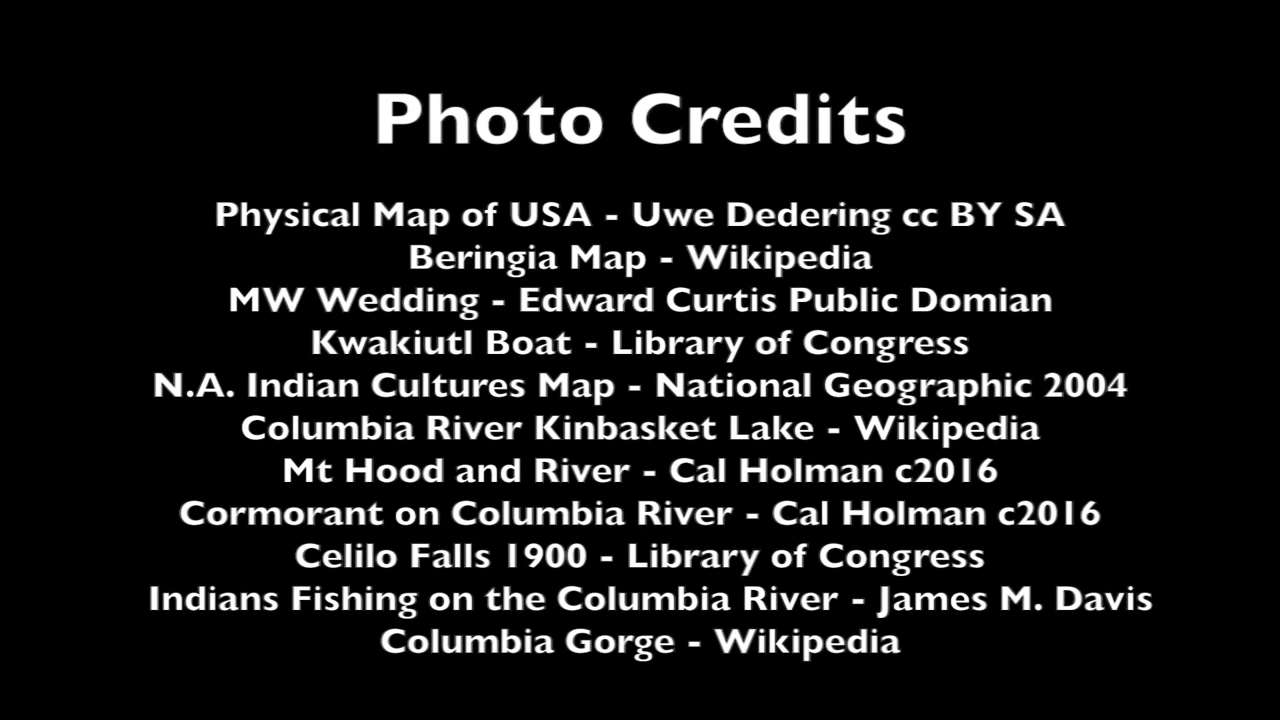 Photo Credits
Physical Map of USA - Uwe Dedering cc BY SA
Beringia Map - Wikipedia
MW Wedding - Edward Curtis Public Domian
Kwakiutl Boat - Library of Congress
N.A. Indian Cultures Map - National Geographic 2004
Columbia River Kinbasket Lake - Wikipedia
Mt Hood and River - Cal Holman c2016
Cormorant on Columbia River - Cal Holman c2016
Celilo Falls 1900 - Library of Congress
Indians Fishing on the Columbia River - James M. Davis
Columbia Gorge - Wikipedia